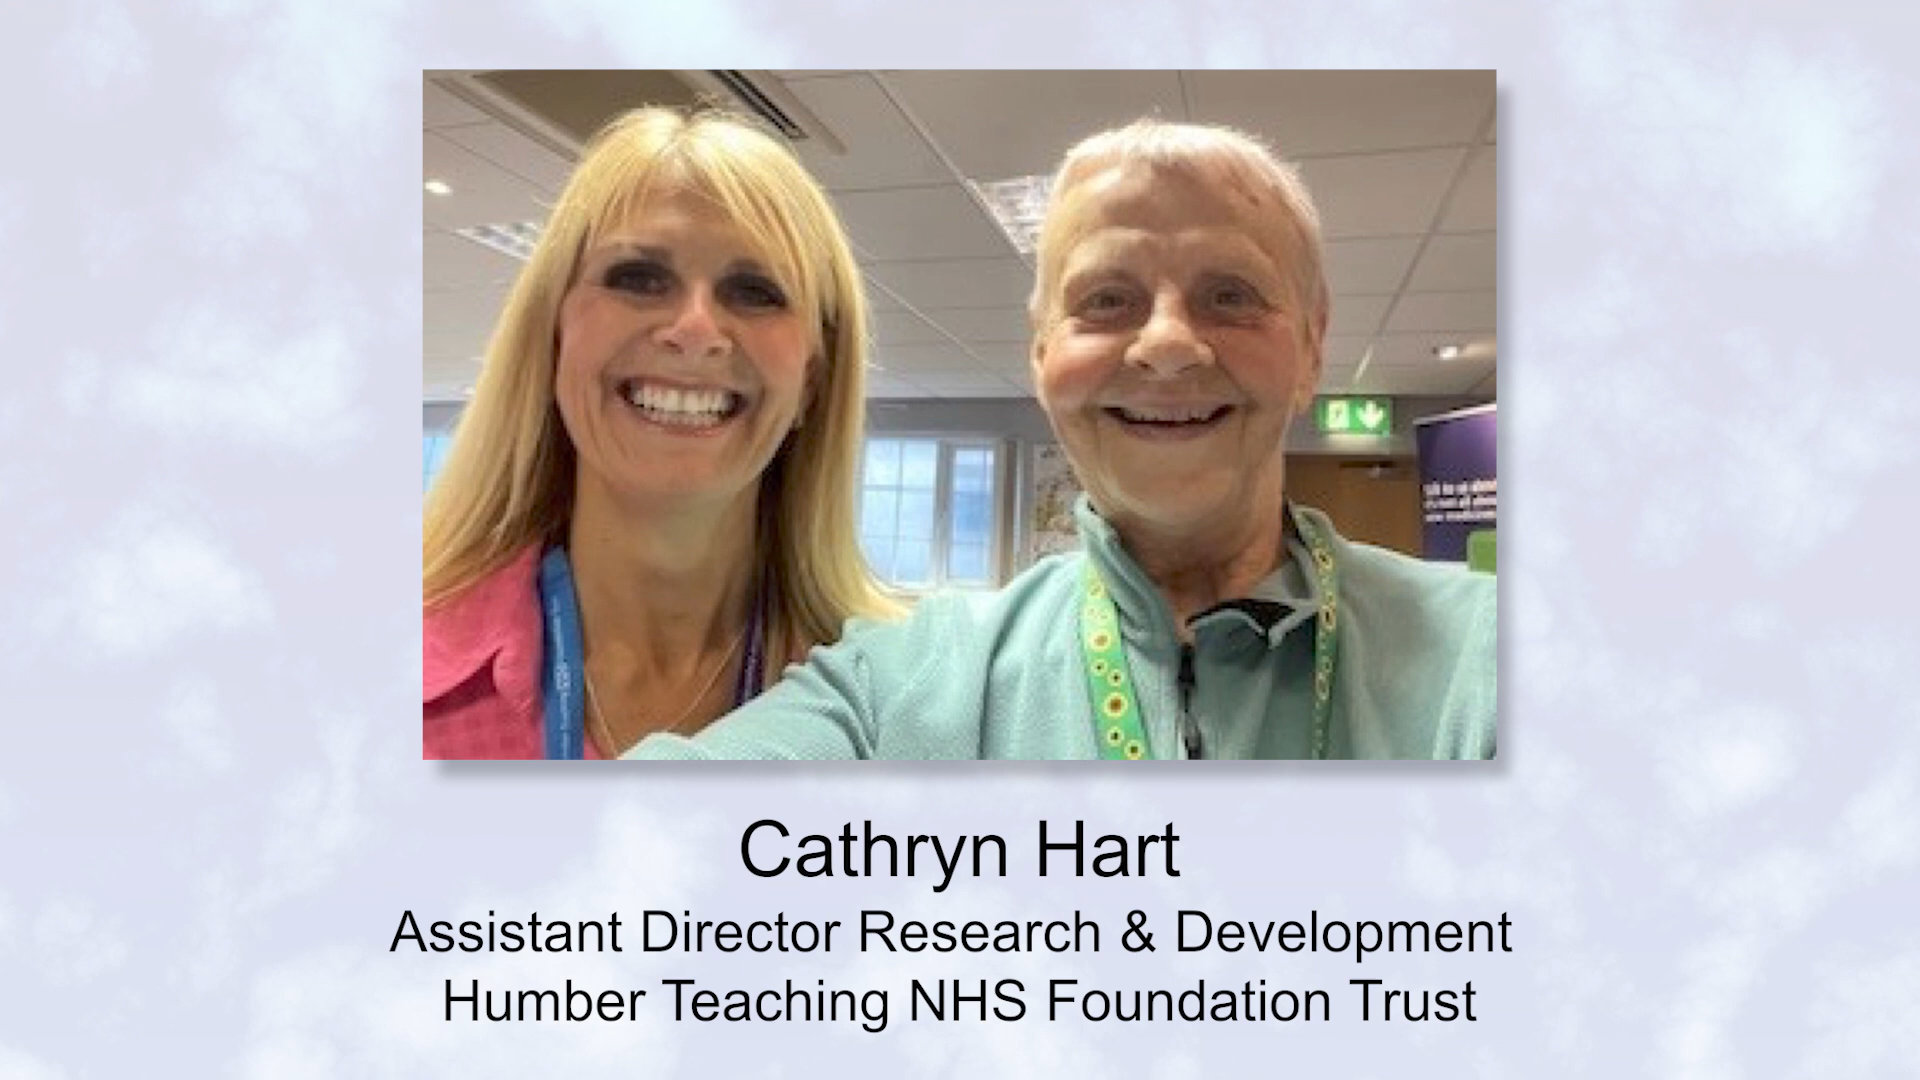 Cathryn Hart
Assistant Director Research & Development
Humber Teaching NHS Foundation Trust